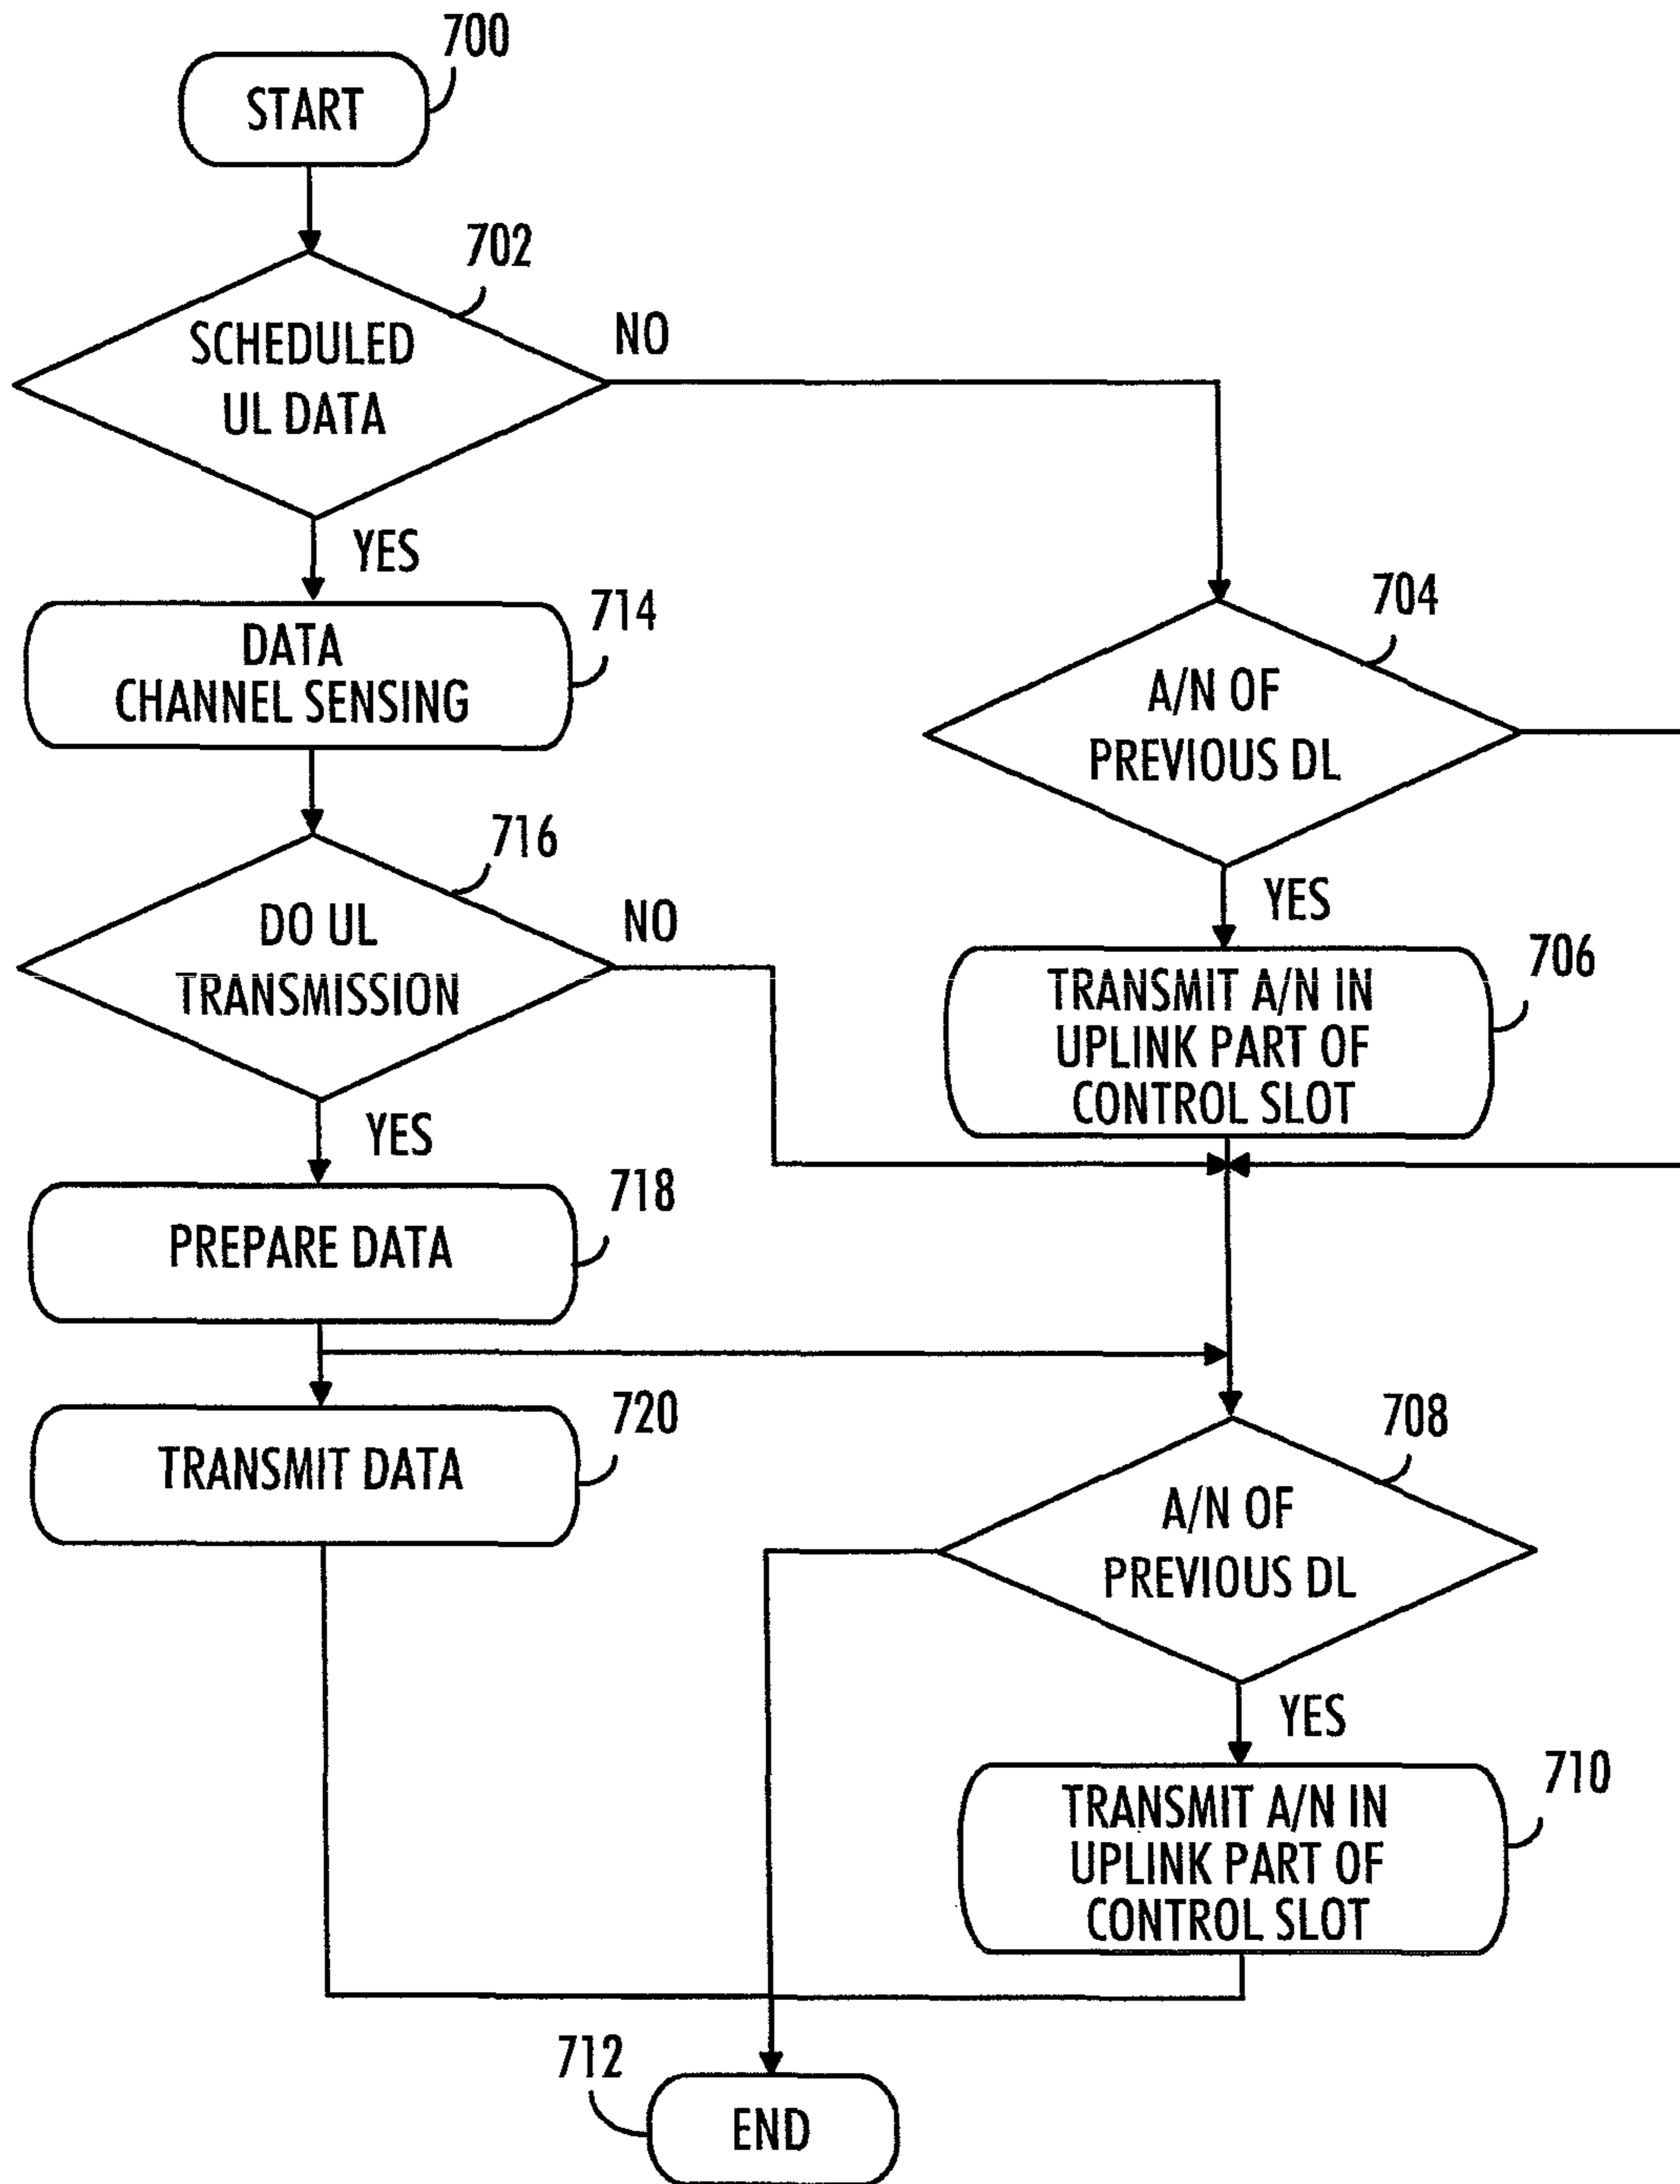 700
START
702
SCHEDULED
UL DATA
NO
YES
714
DATA
CHANNEL SENSING
704
A/N OF
PREVIOUS DL
YES
716
DO UL
TRANSMISSION
NO
YES
706
TRANSMIT A/N IN
UPLINK PART OF
CONTROL SLOT
718
PREPARE DATA
720
TRANSMIT DATA
708
A/N OF
PREVIOUS DL
YES
710
TRANSMIT A/N IN
UPLINK PART OF
CONTROL SLOT
712
END